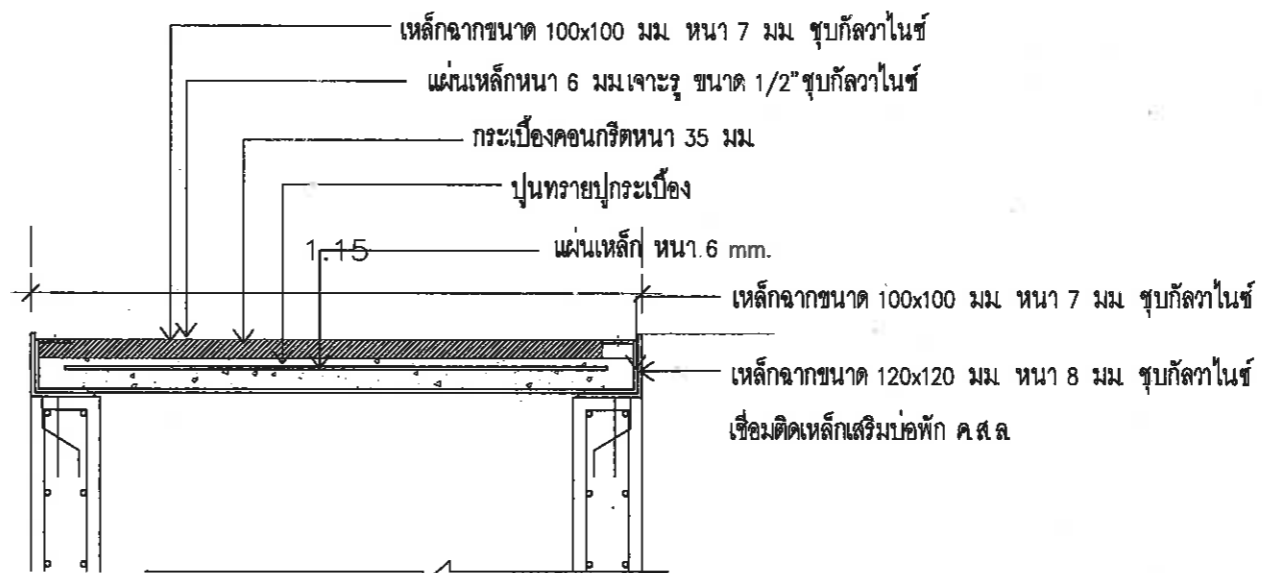 เหล็กฉากขนาด 100x100 มม. หนา 7 มม. ชุบกัลวาไนซ์
แผ่นเหล็กหนา 6 มม.เจาะรู ขนาด 1/2" ชุบกัลวาไนซ์
กระเบื้องคอนกรีตหนา 35 มม.
ปูนทรายปูกระเบื้อง
1.15
แผ่นเหล็ก หนา 6 mm.
เหล็กฉากขนาด 100x100 มม. หนา 7 มม. ชุบกัลวาไนซ์
เหล็กฉากขนาด 120x120 มม. หนา 8 มม. ชุบกัลวาไนซ์
เชื่อมติดเหล็กเสริมบ่อพัก ค.ส.ล.